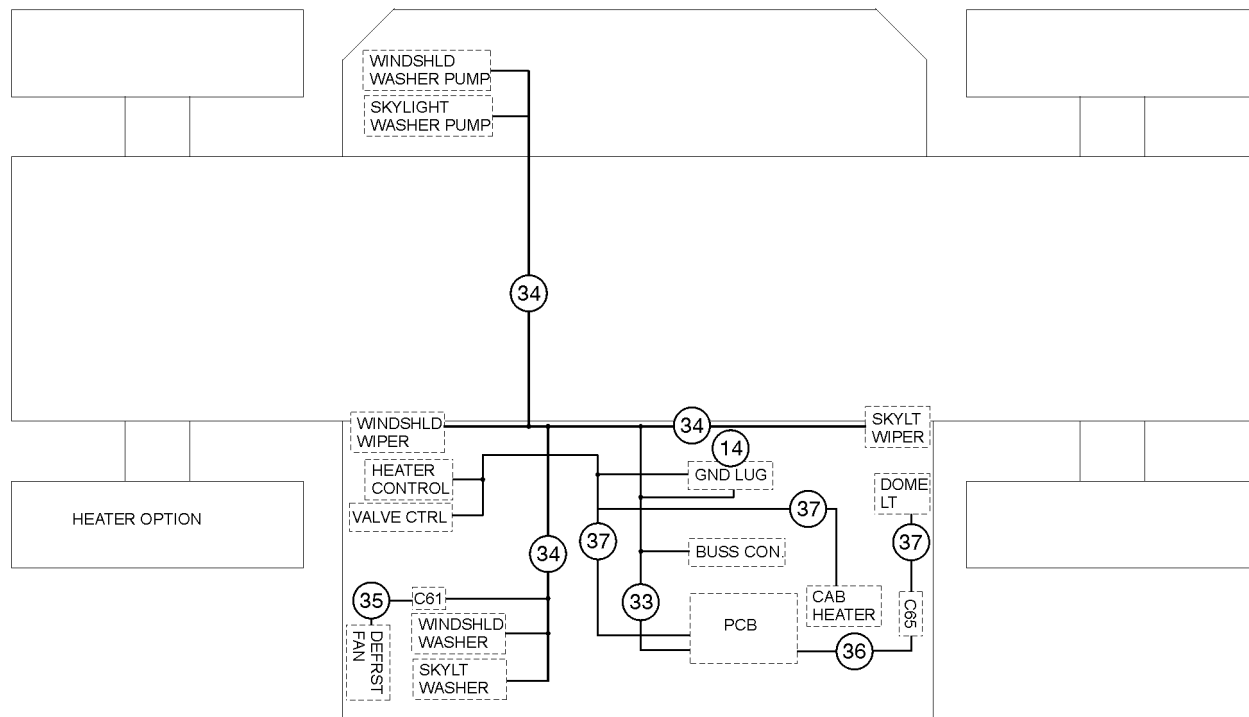 WINDSHLD
WASHER PUMP
SKYLIGHT
WASHER PUMP
34
WINDSHLD
WIPER
34
SKYLT
WIPER
14
HEATER
CONTROL
GND LUG
DOME
LT
VALVE CTRL
HEATER OPTION
37
37
37
34
BUSS CON.
35
C61
33
CAB
HEATER
C65
WINDSHLD
WASHER
PCB
DEFRST
FAN
36
SKYLT
WASHER